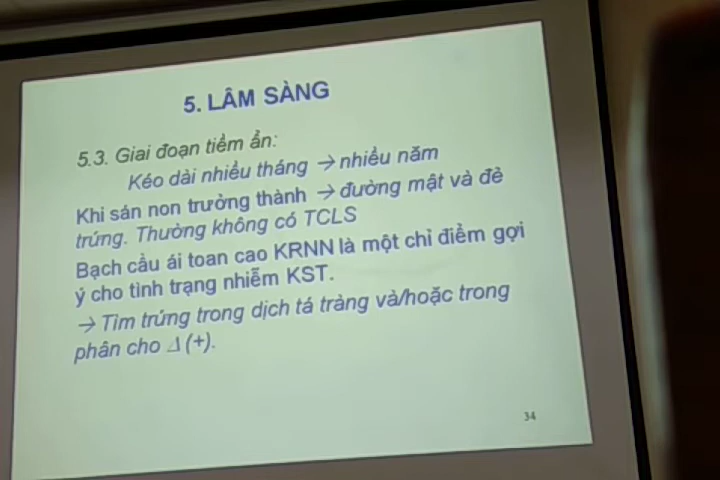 5. LÂM SÀNG
5.3. Giai đoạn tiềm ẩn:
Kéo dài nhiều tháng → nhiều năm
Khi sán non trưởng thành → đường mật và đẻ
trứng. Thường không có TCLS
Bạch cầu ái toan cao KRNN là một chỉ điểm gợi
ý cho tình trạng nhiễm KST.
→ Tìm trứng trong dịch tá tràng và/hoặc trong
phân cho Δ (+).
34